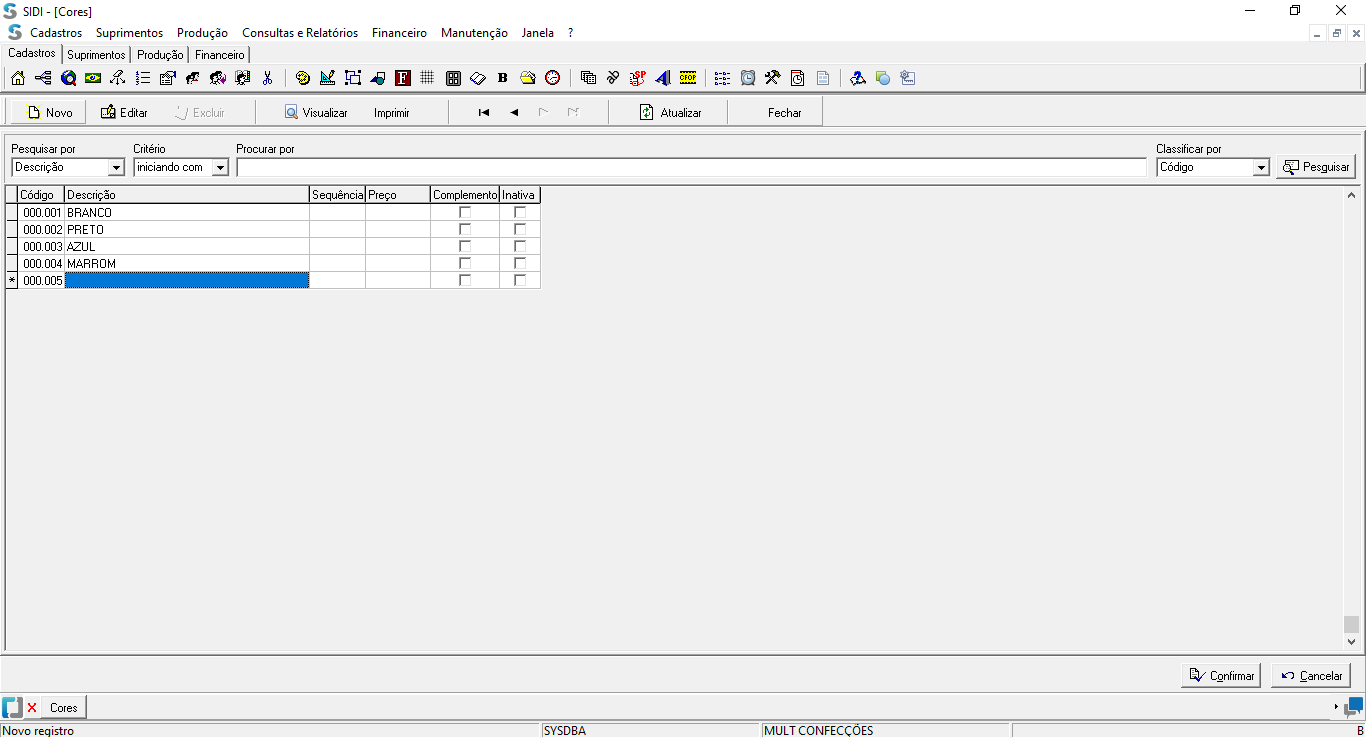 SIDI - [Cores]
Cadastros Suprimentos Produção Consultas e Relatórios Financeiro Manutenção Janela ?
Cadastros Suprimentos Produção Financeiro
F B SP CFOP
Novo Editar Excluir Visualizar Imprimir Atualizar Fechar
Pesquisar por Critério Procurar por Classificar por
Descrição iniciando com Código Pesquisar
Código Descrição Sequência Preço Complemento Inativa
000.001 BRANCO
000.002 PRETO
000.003 AZUL
000.004 MARROM
* 000.005
Confirmar Cancelar
Cores
Novo registro SYSDBA MULT CONFECÇÕES B